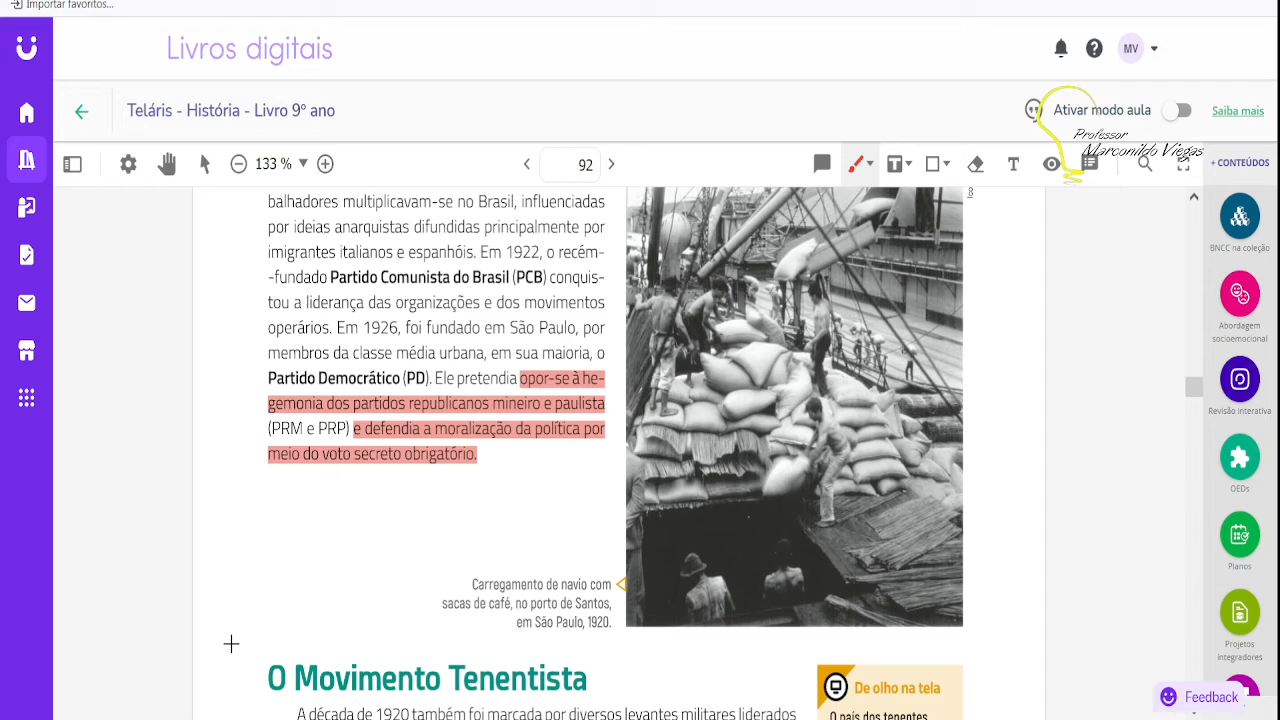 Importar favoritos...
Livros digitais
MV
Teláris - História - Livro 9º ano
Ativar modo aula
Saiba mais
Professor
Marconildo Viegas
133 %
92
+ CONTEÚDOS
balhadores multiplicavam-se no Brasil, influenciadas
por ideias anarquistas difundidas principalmente por
imigrantes italianos e espanhóis. Em 1922, o recém-
-fundado Partido Comunista do Brasil (PCB) conquis-
tou a liderança das organizações e dos movimentos
operários. Em 1926, foi fundado em São Paulo, por
membros da classe média urbana, em sua maioria, o
Partido Democrático (PD). Ele pretendia opor-se à he-
gemonia dos partidos republicanos mineiro e paulista
(PRM e PRP) e defendia a moralização da política por
meio do voto secreto obrigatório.
Carregamento de navio com
sacas de café, no porto de Santos,
em São Paulo, 1920.
O Movimento Tenentista
A década de 1920 também foi marcada por diversos levantes militares liderados
De olho na tela
O país dos tenentes
BNCC na coleção
Abordagem
socioemocional
Revisão interativa
OEDs
Planos
Projetos
integradores
Feedback